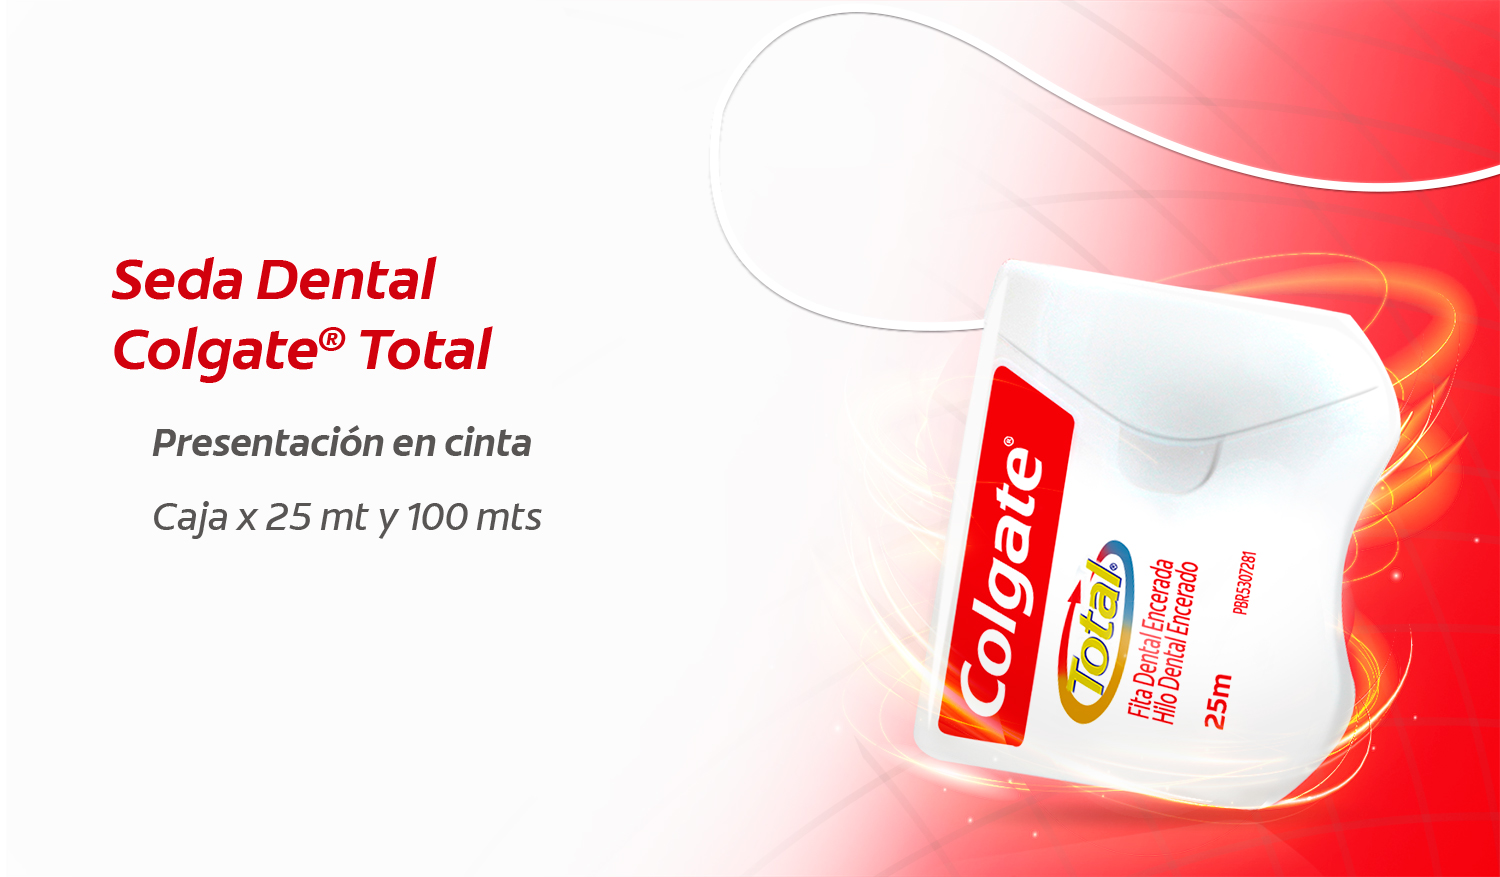 Seda Dental
Colgate® Total
Presentación en cinta
Caja x 25 mt y 100 mts
Colgate®
Total®
Fita Dental Encerada
Hilo Dental Encerado
25m
PBR5307281